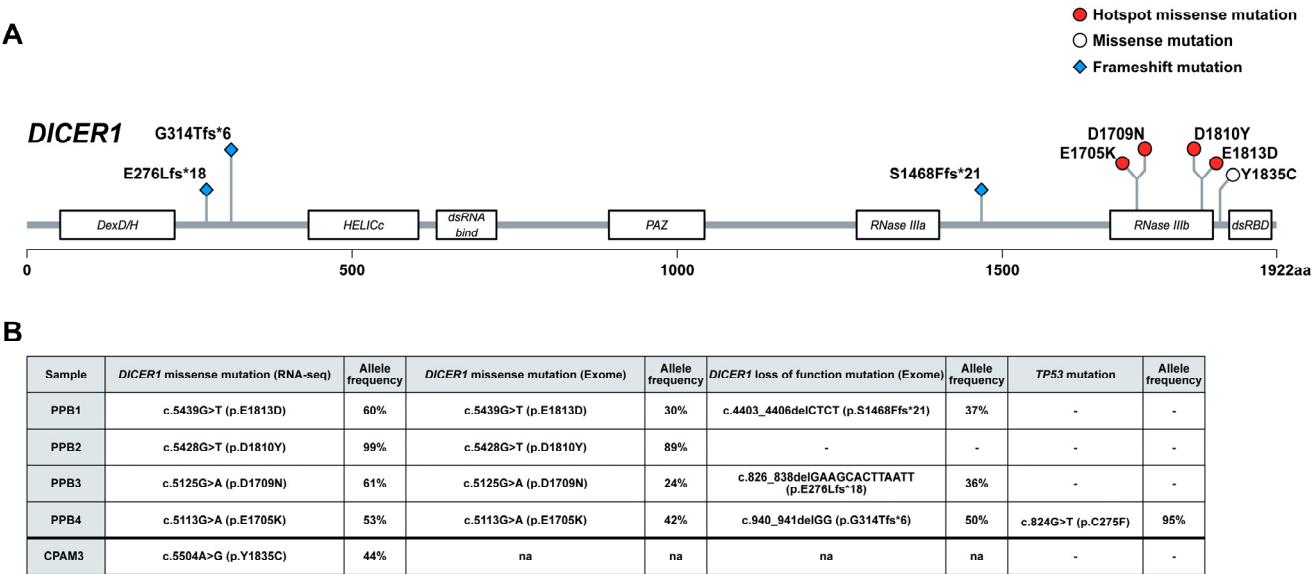 A
Hotspot missense mutation
Missense mutation
Frameshift mutation
DICER1
G314Tfs*6
E276Lfs*18
S1468Ffs*21
D1709N
E1705K
D1810Y
E1813D
Y1835C
DexD/H
HELICc
dsRNA
bind
PAZ
RNase IIIa
RNase IIIb
dsRBD
0 500 1000 1500 1922aa
B
Sample DICER1 missense mutation (RNA-seq) Allele frequency DICER1 missense mutation (Exome) Allele frequency DICER1 loss of function mutation (Exome) Allele frequency TP53 mutation Allele frequency
PPB1 c.5439G>T (p.E1813D) 60% c.5439G>T (p.E1813D) 30% c.4403_4406delCTCT (p.S1468Ffs*21) 37% - -
PPB2 c.5428G>T (p.D1810Y) 99% c.5428G>T (p.D1810Y) 89% - - - -
PPB3 c.5125G>A (p.D1709N) 61% c.5125G>A (p.D1709N) 24% c.826_838delGAAGCACTTAATT (p.E276Lfs*18) 36% - -
PPB4 c.5113G>A (p.E1705K) 53% c.5113G>A (p.E1705K) 42% c.940_941delGG (p.G314Tfs*6) 50% c.824G>T (p.C275F) 95%
CPAM3 c.5504A>G (p.Y1835C) 44% na na na na - -